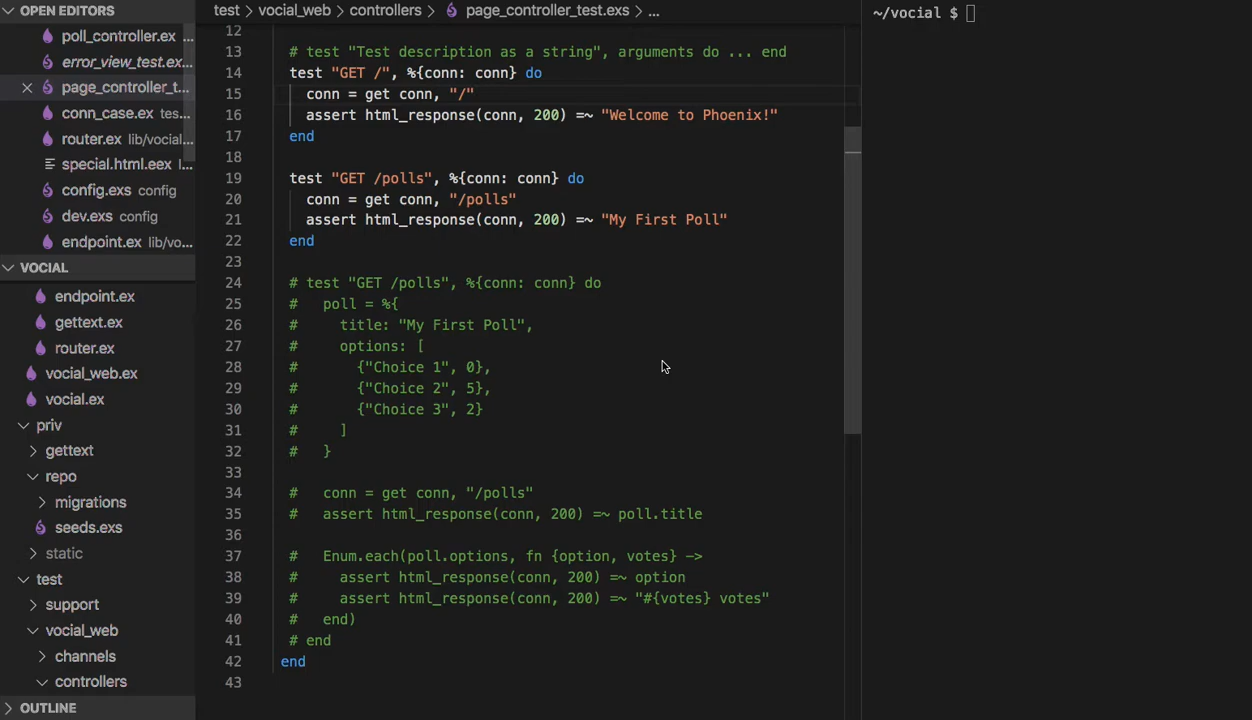 OPEN EDITORS
poll_controller.ex ...
error_view_test.ex...
page_controller_t...
conn_case.ex tes...
router.ex lib/vocial...
special.html.eex l...
config.exs config
dev.exs config
endpoint.ex lib/vo...
VOCIAL
endpoint.ex
gettext.ex
router.ex
vocial_web.ex
vocial.ex
priv
gettext
repo
migrations
seeds.exs
static
test
support
vocial_web
channels
controllers
OUTLINE
test > vocial_web > controllers > page_controller_test.exs > ...
12
13 # test "Test description as a string", arguments do ... end
14 test "GET /", %{conn: conn} do
15 conn = get conn, "/"
16 assert html_response(conn, 200) =~ "Welcome to Phoenix!"
17 end
18
19 test "GET /polls", %{conn: conn} do
20 conn = get conn, "/polls"
21 assert html_response(conn, 200) =~ "My First Poll"
22 end
23
24 # test "GET /polls", %{conn: conn} do
25 # poll = %{
26 # title: "My First Poll",
27 # options: [
28 # {"Choice 1", 0},
29 # {"Choice 2", 5},
30 # {"Choice 3", 2}
31 # ]
32 # }
33
34 # conn = get conn, "/polls"
35 # assert html_response(conn, 200) =~ poll.title
36
37 # Enum.each(poll.options, fn {option, votes} ->
38 # assert html_response(conn, 200) =~ option
39 # assert html_response(conn, 200) =~ "#{votes} votes"
40 # end)
41 # end
42 end
43
~/vocial $